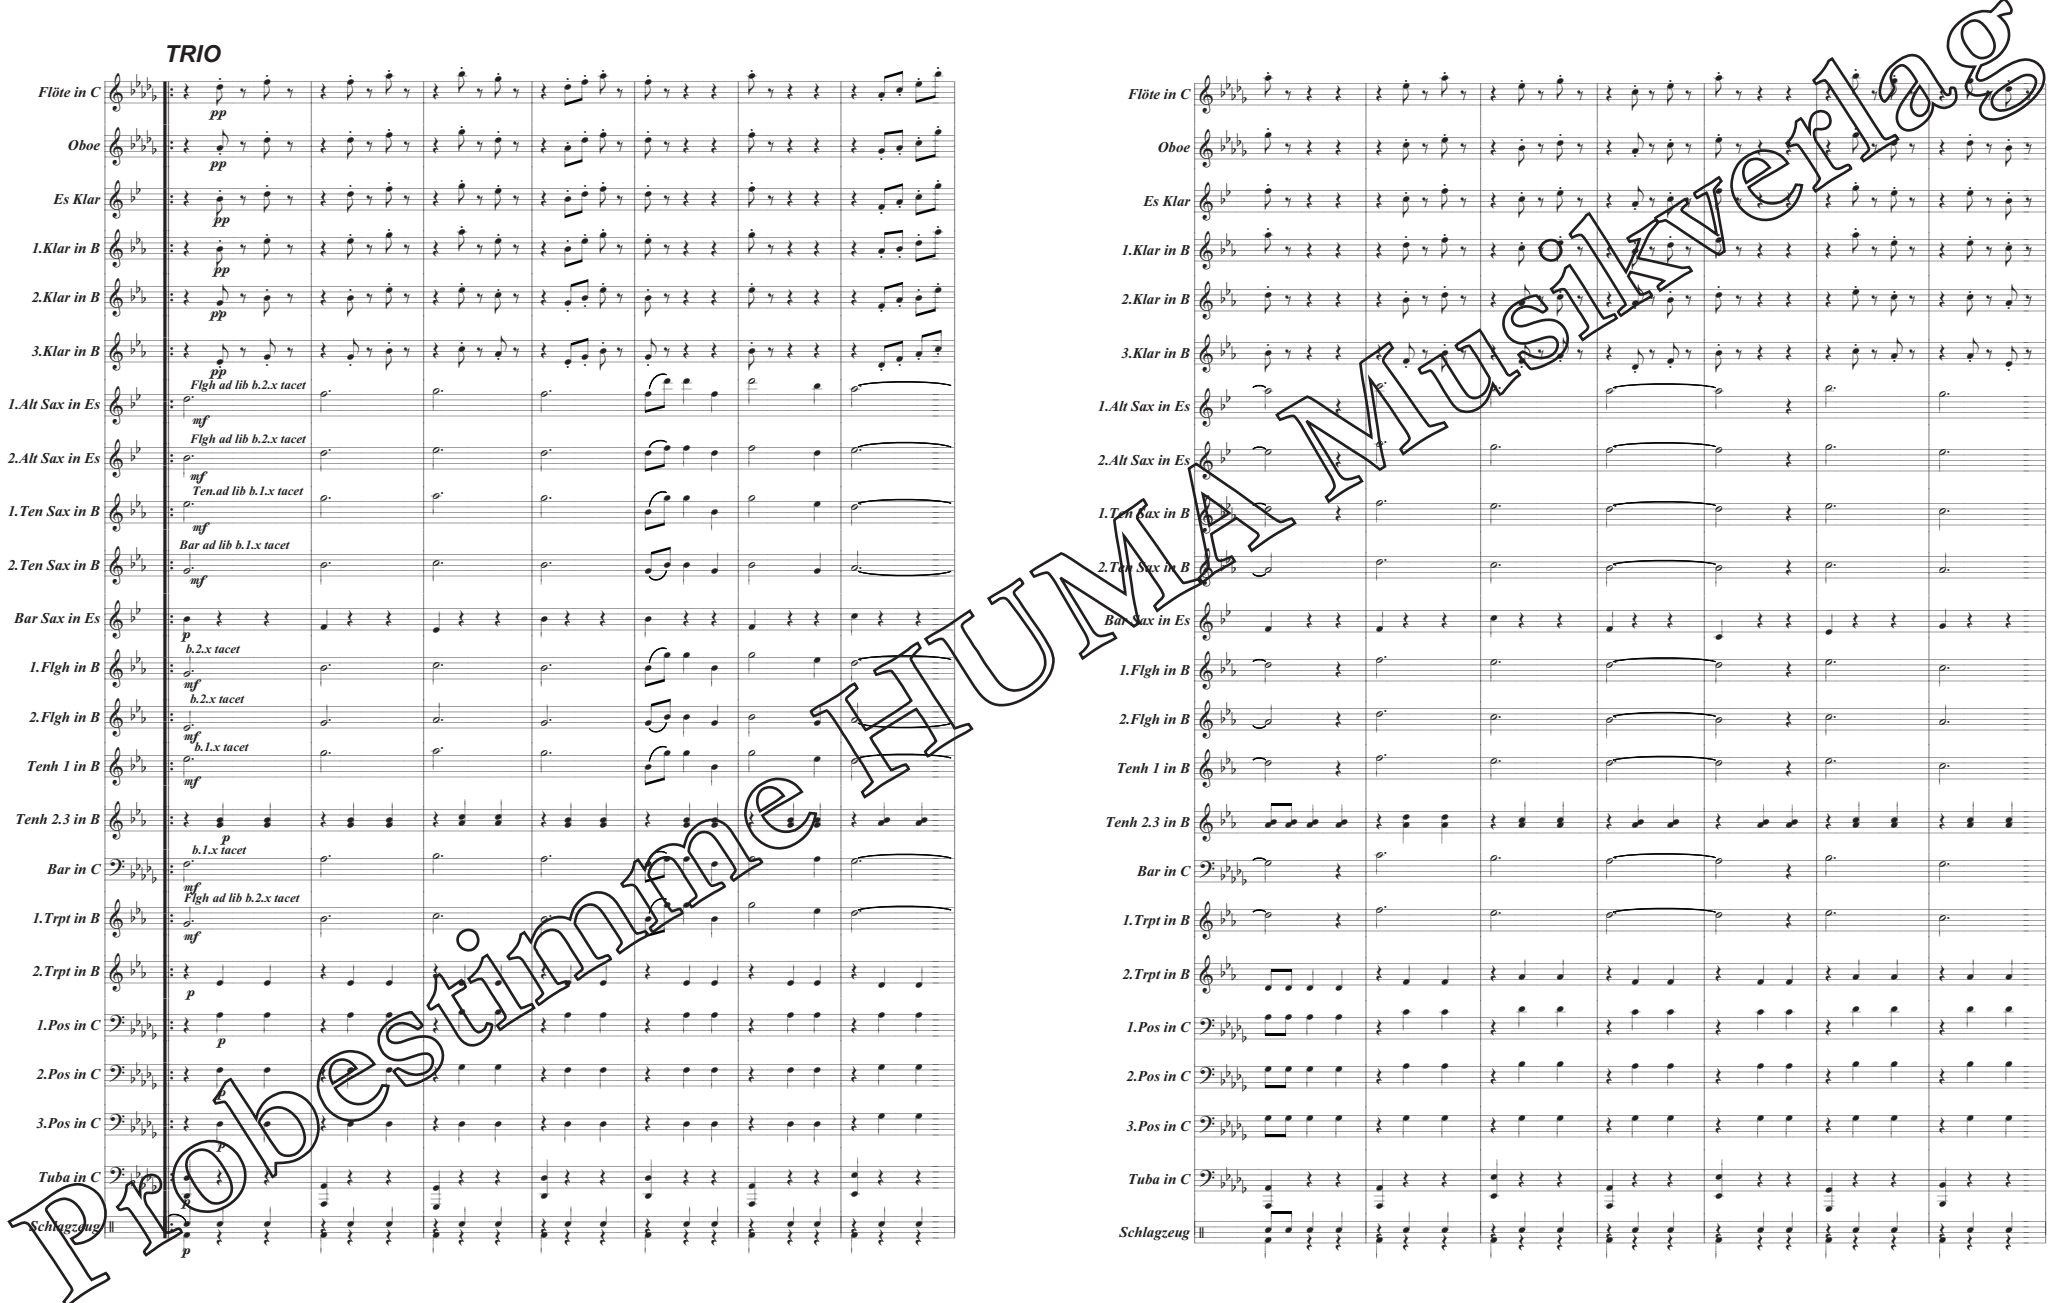 TRIO
Flöte in C
pp
Oboe
pp
Es Klar
pp
1.Klar in B
pp
2.Klar in B
pp
3.Klar in B
pp
Flgh ad lib b.2.x tacet
1.Alt Sax in Es
mf
Flgh ad lib b.2.x tacet
2.Alt Sax in Es
mf
Ten.ad lib b.1.x tacet
1.Ten Sax in B
mf
Bar ad lib b.1.x tacet
2.Ten Sax in B
mf
Bar Sax in Es
p
b.2.x tacet
1.Flgh in B
mf
b.2.x tacet
2.Flgh in B
mf
b.1.x tacet
Tenh 1 in B
mf
Tenh 2.3 in B
p
b.1.x tacet
Bar in C
mf
Flgh ad lib b.2.x tacet
1.Trpt in B
mf
2.Trpt in B
p
1.Pos in C
p
2.Pos in C
p
3.Pos in C
p
Tuba in C
p
Schlagzeug
p
Flöte in C
Oboe
Es Klar
1.Klar in B
2.Klar in B
3.Klar in B
1.Alt Sax in Es
2.Alt Sax in Es
1.Ten Sax in B
2.Ten Sax in B
Bar Sax in Es
1.Flgh in B
2.Flgh in B
Tenh 1 in B
Tenh 2.3 in B
Bar in C
1.Trpt in B
2.Trpt in B
1.Pos in C
2.Pos in C
3.Pos in C
Tuba in C
Schlagzeug
Probestimme HUMA Musikverlag